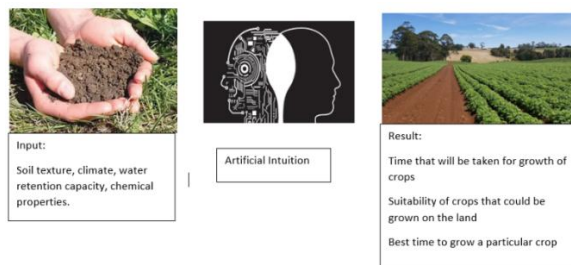 Input:
Soil texture, climate, water
retention capacity, chemical
properties.
Artificial Intuition
Result:
Time that will be taken for growth of
crops
Suitability of crops that could be
grown on the land
Best time to grow a particular crop